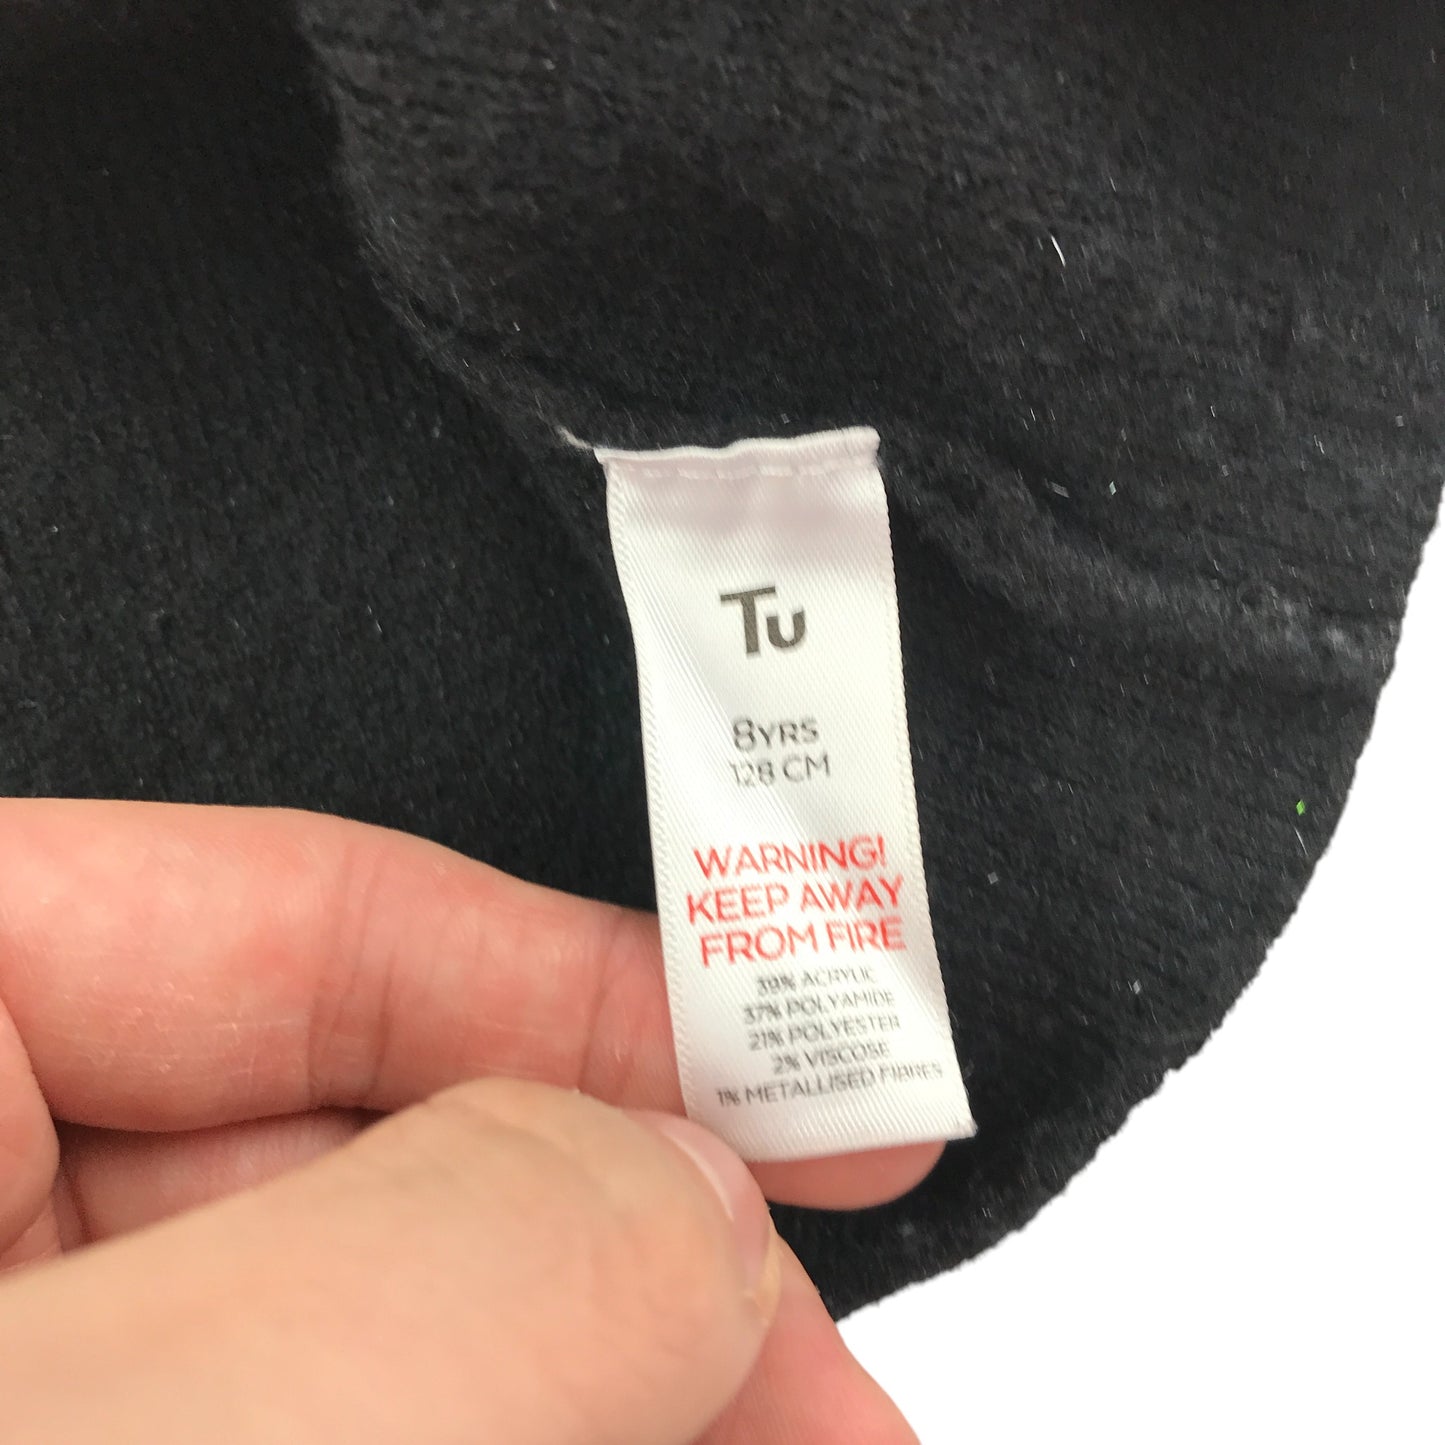 Tu
8YRS
128 CM
WARNING!
KEEP AWAY
FROM FIRE
39% ACRYLIC
37% POLYAMIDE
21% POLYESTER
2% VISCOSE
1% METALLISED FIBRES